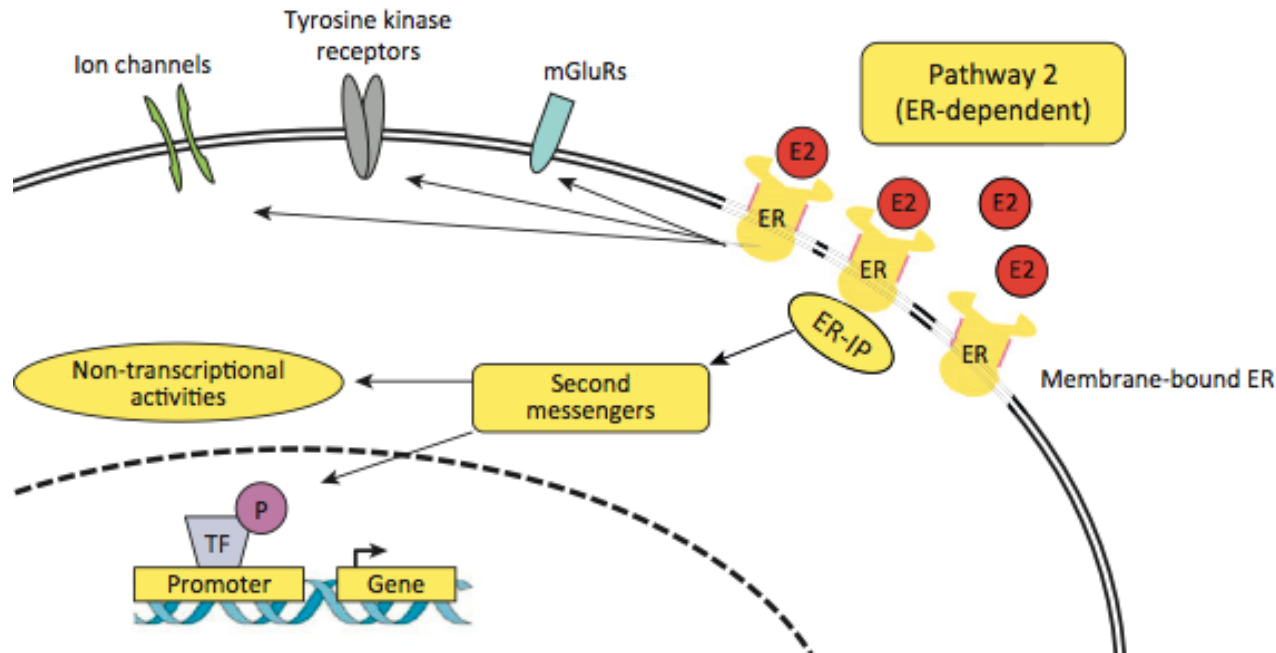 Tyrosine kinase
receptors
Ion channels
mGluRs
Pathway 2
(ER-dependent)
E2
E2
E2
E2
ER
ER
ER
ER-IP
Membrane-bound ER
Second
messengers
Non-transcriptional
activities
P
TF
Promoter
Gene